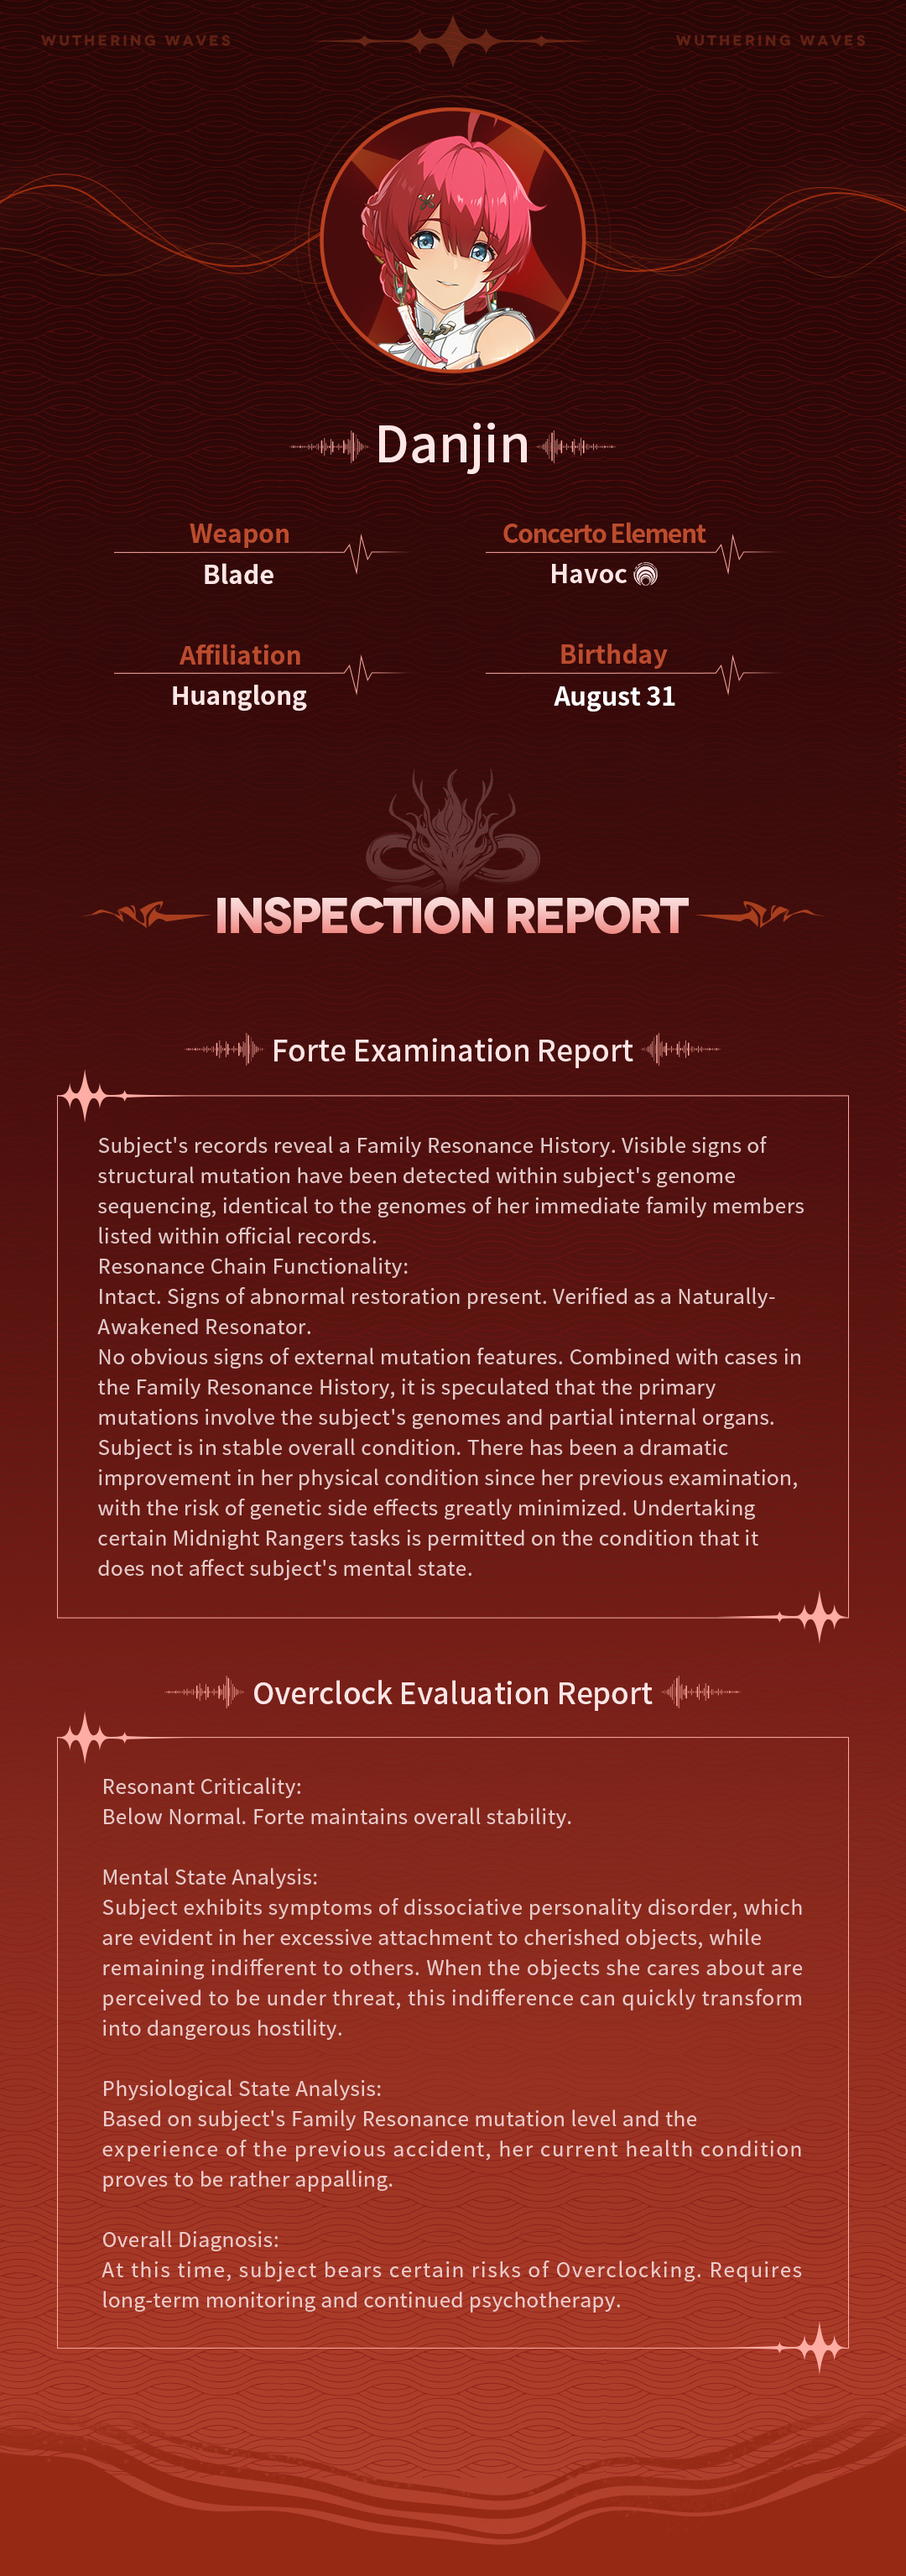 WUTHERING WAVES
WUTHERING WAVES
Danjin
Weapon
Blade
Concerto Element
Havoc
Affiliation
Huanglong
Birthday
August 31
INSPECTION REPORT
Forte Examination Report
Subject's records reveal a Family Resonance History. Visible signs of
structural mutation have been detected within subject's genome
sequencing, identical to the genomes of her immediate family members
listed within official records.
Resonance Chain Functionality:
Intact. Signs of abnormal restoration present. Verified as a Naturally-
Awakened Resonator.
No obvious signs of external mutation features. Combined with cases in
the Family Resonance History, it is speculated that the primary
mutations involve the subject's genomes and partial internal organs.
Subject is in stable overall condition. There has been a dramatic
improvement in her physical condition since her previous examination,
with the risk of genetic side effects greatly minimized. Undertaking
certain Midnight Rangers tasks is permitted on the condition that it
does not affect subject's mental state.
Overclock Evaluation Report
Resonant Criticality:
Below Normal. Forte maintains overall stability.
Mental State Analysis:
Subject exhibits symptoms of dissociative personality disorder, which
are evident in her excessive attachment to cherished objects, while
remaining indifferent to others. When the objects she cares about are
perceived to be under threat, this indifference can quickly transform
into dangerous hostility.
Physiological State Analysis:
Based on subject's Family Resonance mutation level and the
experience of the previous accident, her current health condition
proves to be rather appalling.
Overall Diagnosis:
At this time, subject bears certain risks of Overclocking. Requires
long-term monitoring and continued psychotherapy.